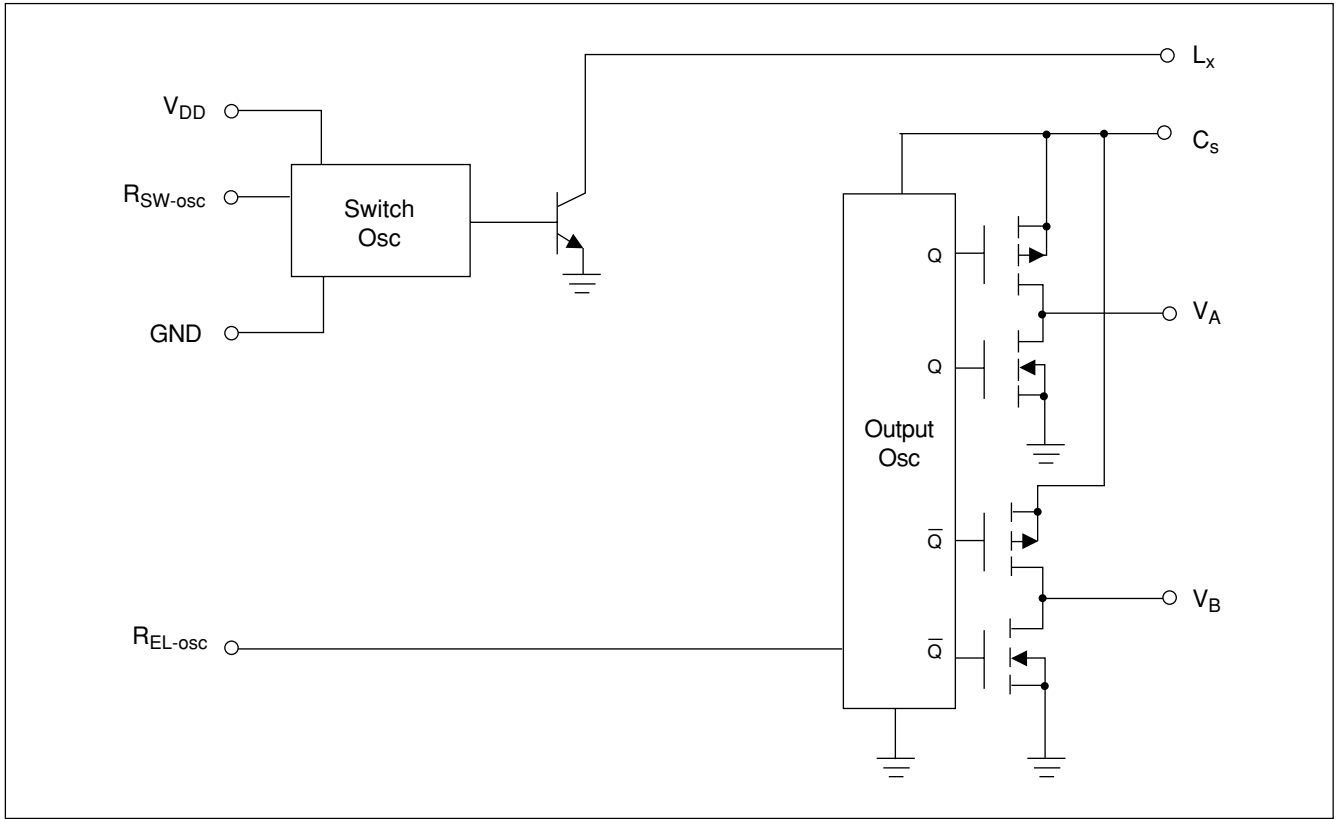 Lx
VDD
Cs
RSW-osc
Switch
Osc
Q
GND
VA
Q
Output
Osc
Q̅
VB
REL-osc
Q̅